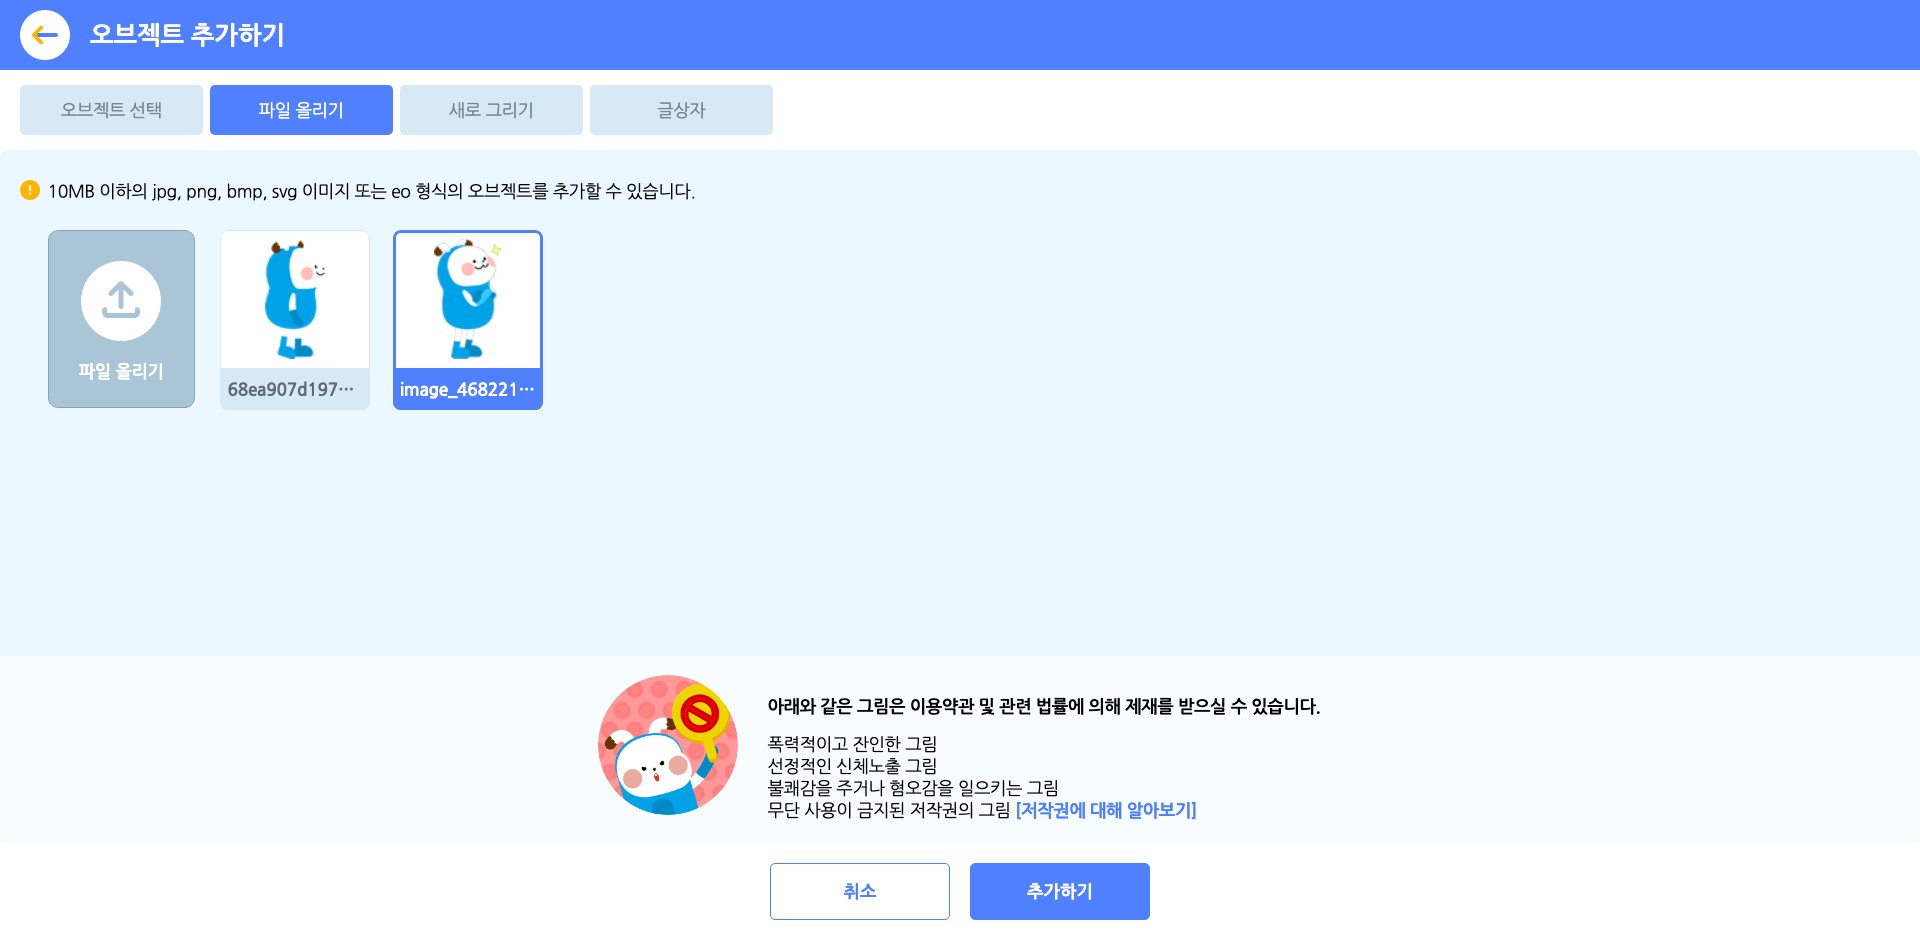 오브젝트 추가하기
오브젝트 선택
파일 올리기
새로 그리기
글상자
10MB 이하의 jpg, png, bmp, svg 이미지 또는 eo 형식의 오브젝트를 추가할 수 있습니다.
파일 올리기
68ea907d197···
image_468221···
아래와 같은 그림은 이용약관 및 관련 법률에 의해 제재를 받으실 수 있습니다.
폭력적이고 잔인한 그림
선정적인 신체노출 그림
불쾌감을 주거나 혐오감을 일으키는 그림
무단 사용이 금지된 저작권의 그림 [저작권에 대해 알아보기]
취소
추가하기